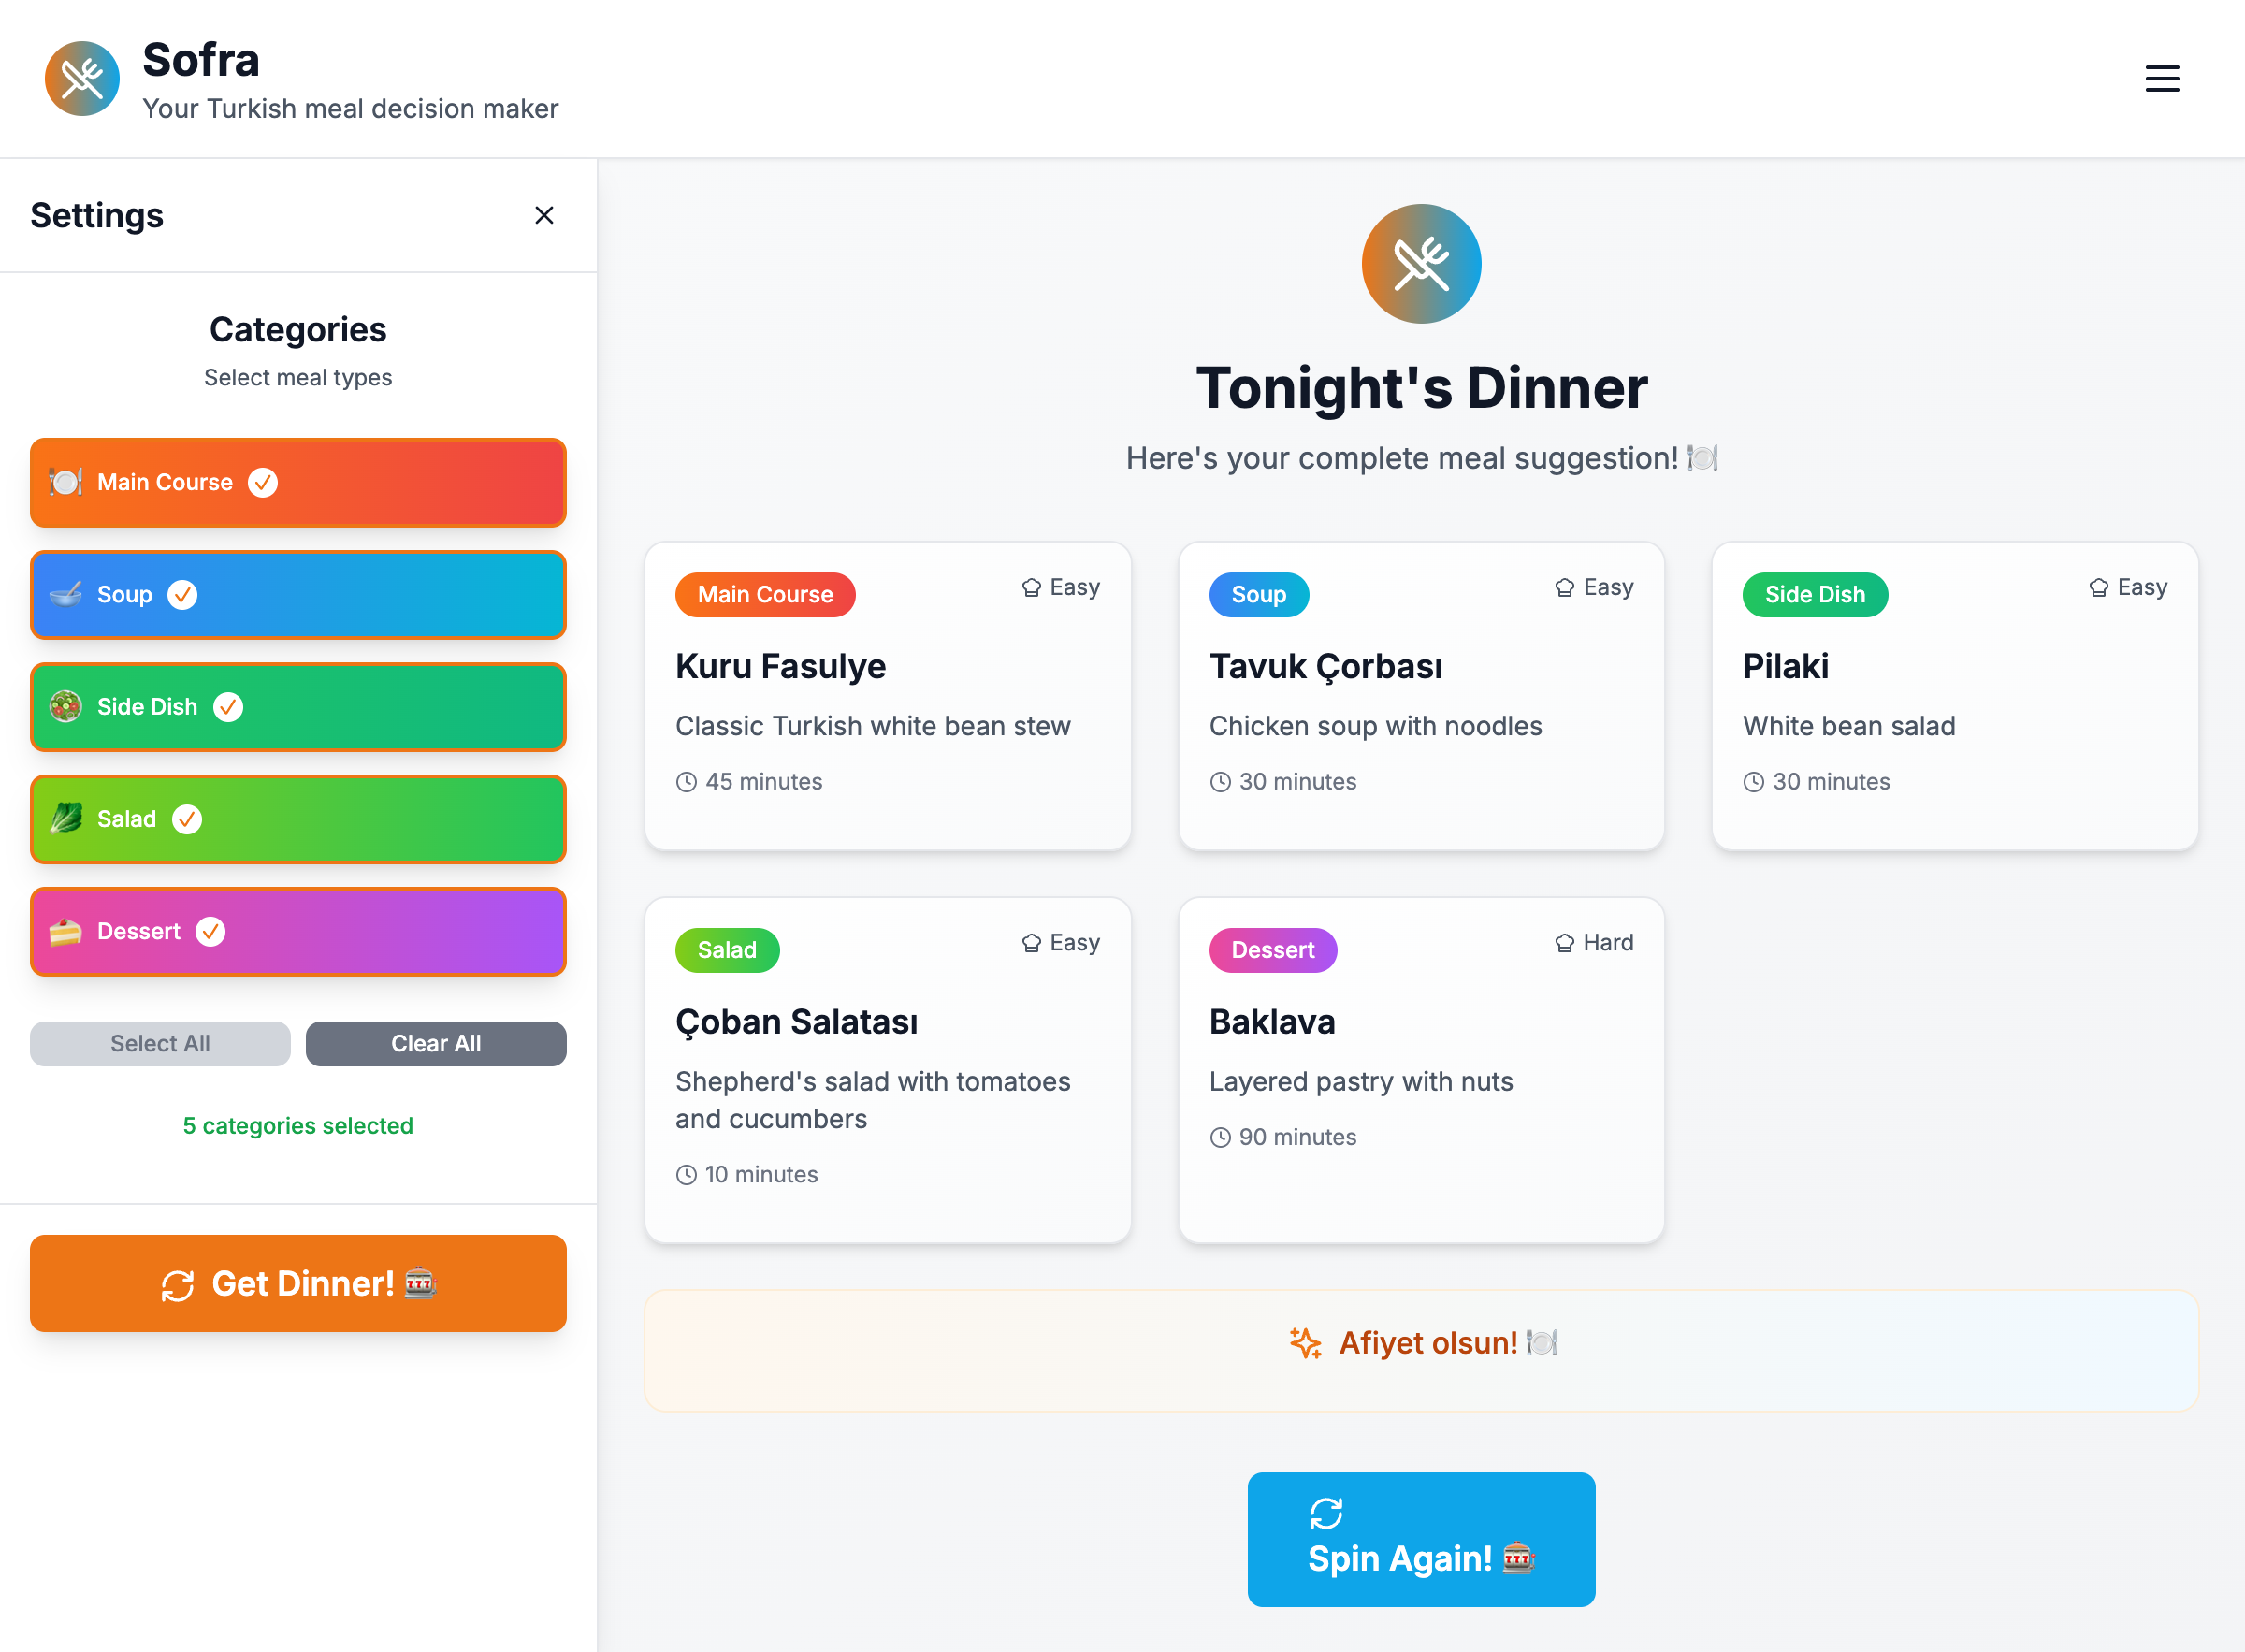 Sofra
Your Turkish meal decision maker
Settings
Categories
Select meal types
Main Course
Soup
Side Dish
Salad
Dessert
Select All
Clear All
5 categories selected
Get Dinner!
Tonight's Dinner
Here's your complete meal suggestion!
Main Course
Easy
Kuru Fasulye
Classic Turkish white bean stew
45 minutes
Soup
Easy
Tavuk Çorbası
Chicken soup with noodles
30 minutes
Side Dish
Easy
Pilaki
White bean salad
30 minutes
Salad
Easy
Çoban Salatası
Shepherd's salad with tomatoes
and cucumbers
10 minutes
Dessert
Hard
Baklava
Layered pastry with nuts
90 minutes
Afiyet olsun!
Spin Again!